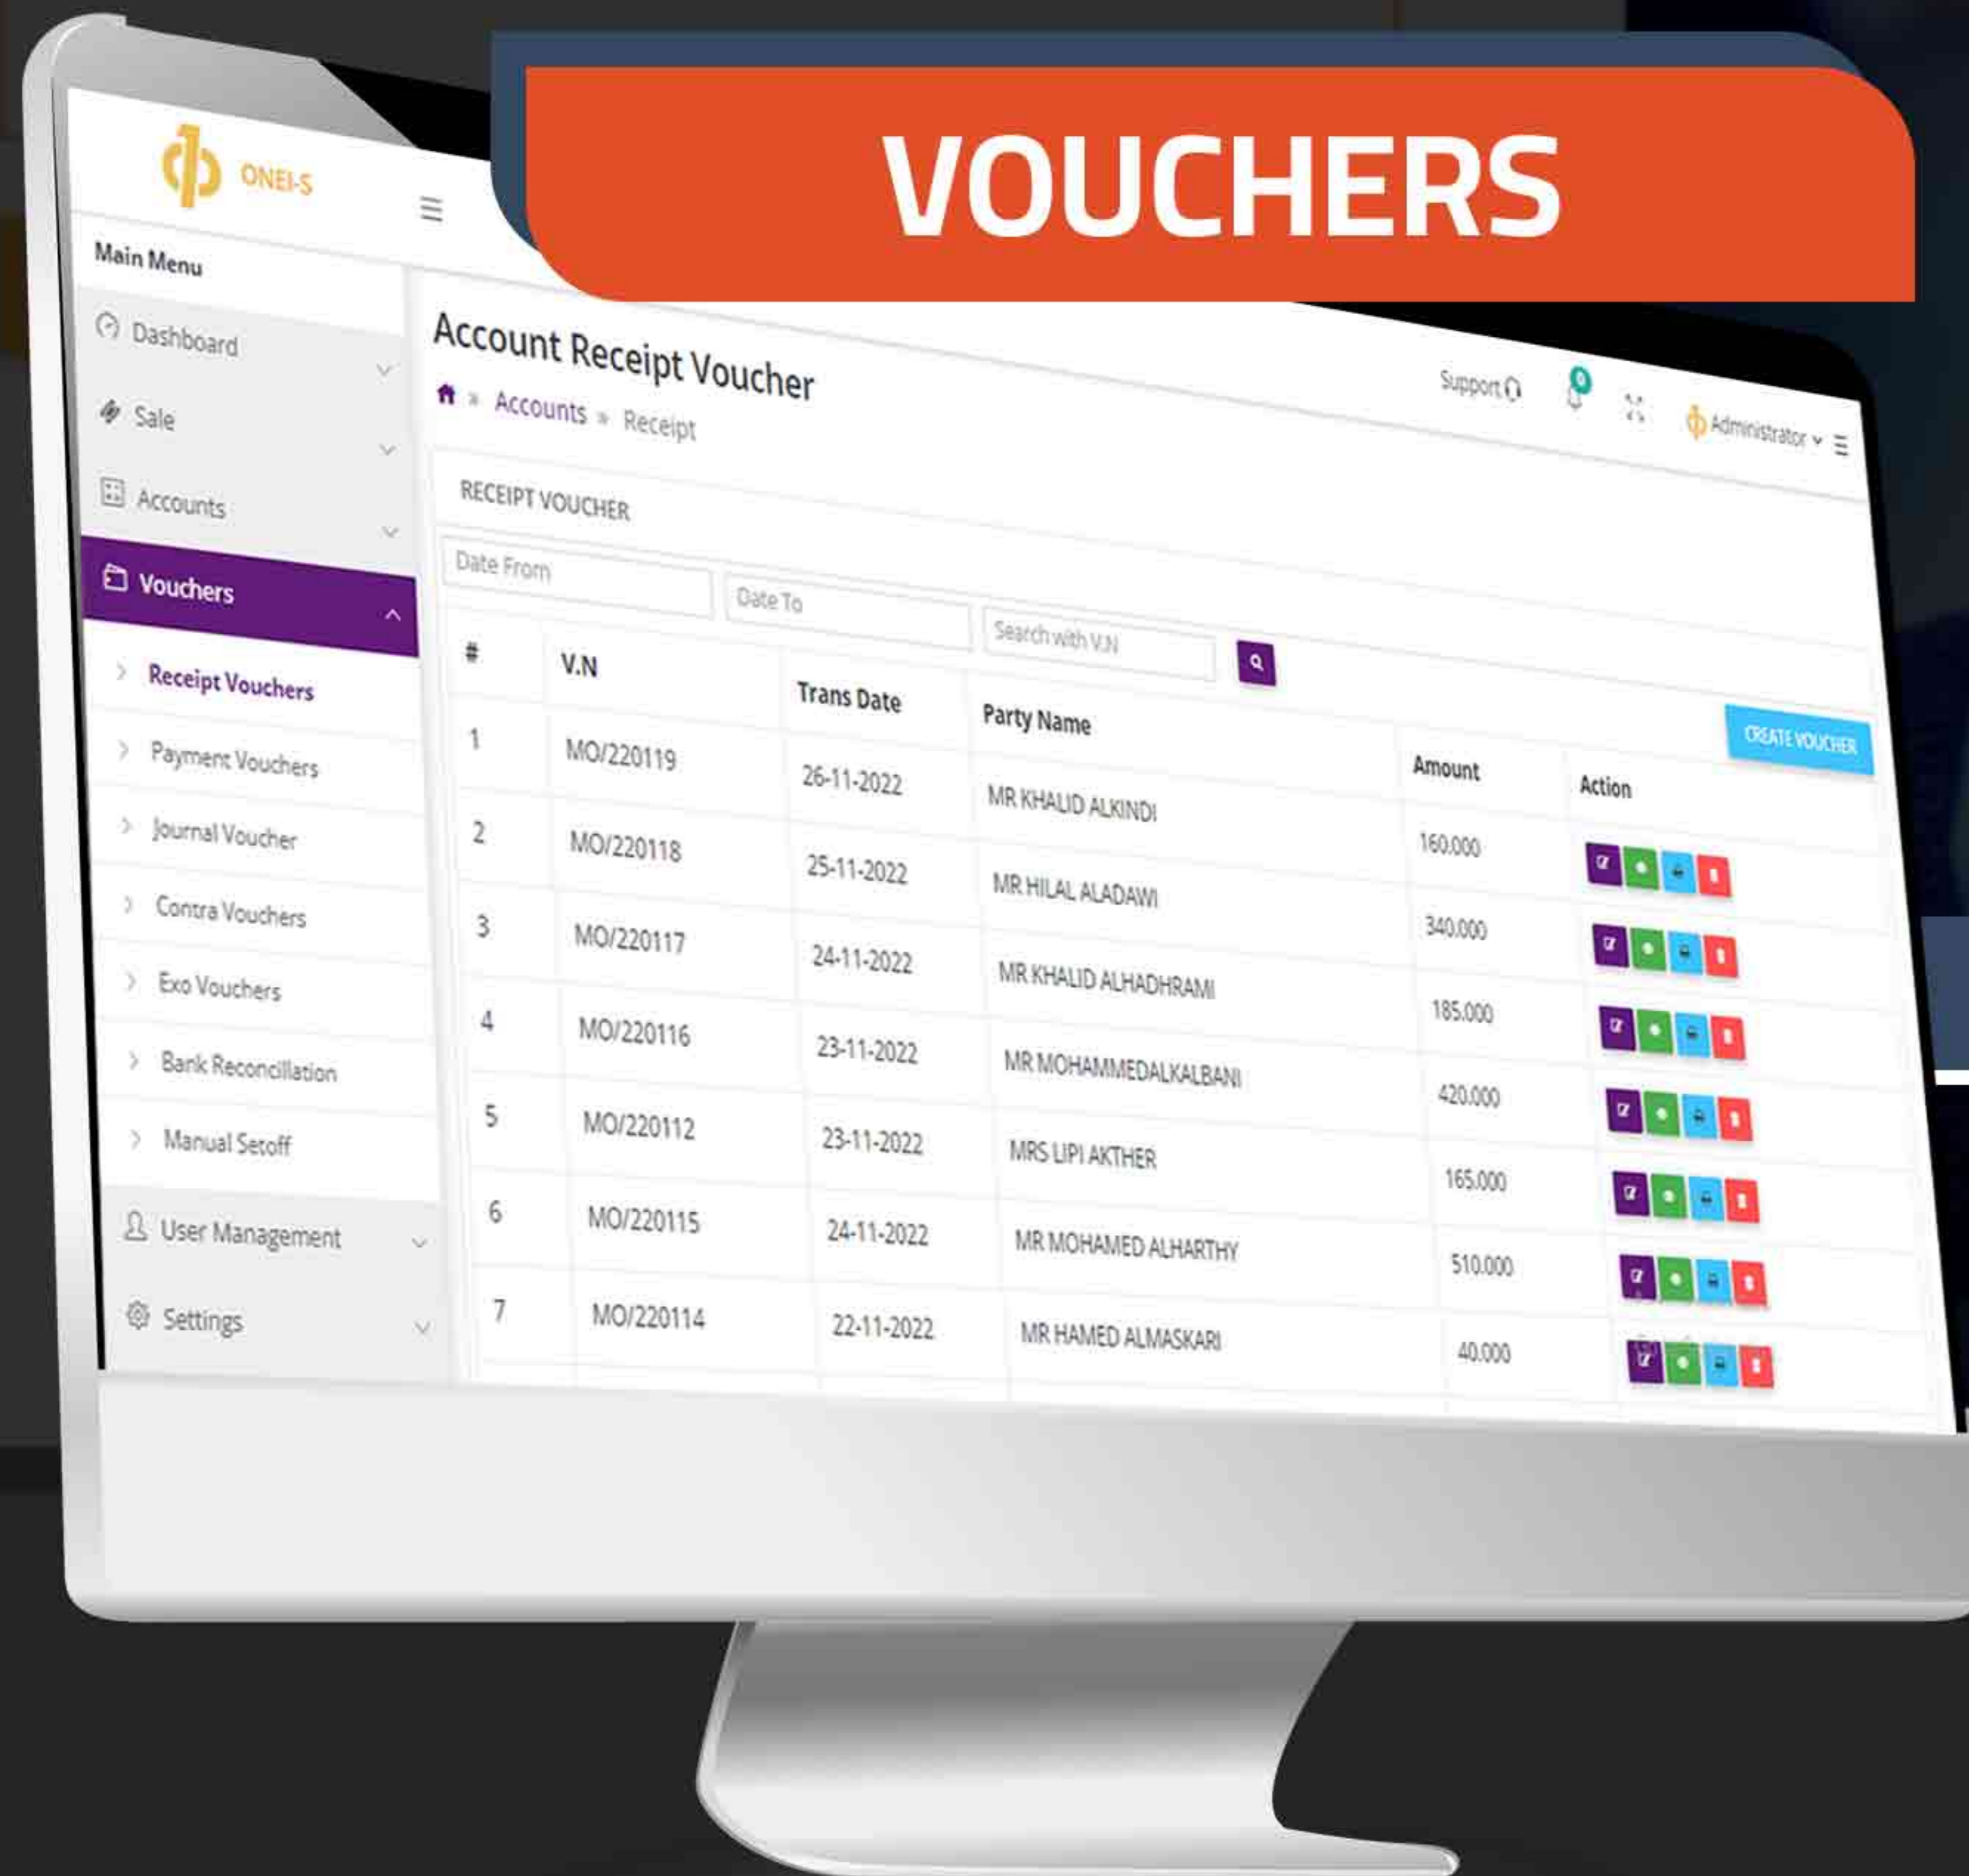 VOUCHERS
ONEI-S
Support
0
Administrator
Main Menu
Dashboard
Sale
Accounts
Vouchers
Receipt Vouchers
Payment Vouchers
Journal Voucher
Contra Vouchers
Exo Vouchers
Bank Reconcillation
Manual Setoff
User Management
Settings
Account Receipt Voucher
» Accounts » Receipt
RECEIPT VOUCHER
Date From Date To Search with V.N
CREATE VOUCHER
# V.N Trans Date Party Name Amount Action
1 MO/220119 26-11-2022 MR KHALID ALKINDI 160.000
2 MO/220118 25-11-2022 MR HILAL ALADAWI 340.000
3 MO/220117 24-11-2022 MR KHALID ALHADHRAMI 185.000
4 MO/220116 23-11-2022 MR MOHAMMEDALKALBANI 420.000
5 MO/220112 23-11-2022 MRS LIPI AKTHER 165.000
6 MO/220115 24-11-2022 MR MOHAMED ALHARTHY 510.000
7 MO/220114 22-11-2022 MR HAMED ALMASKARI 40.000